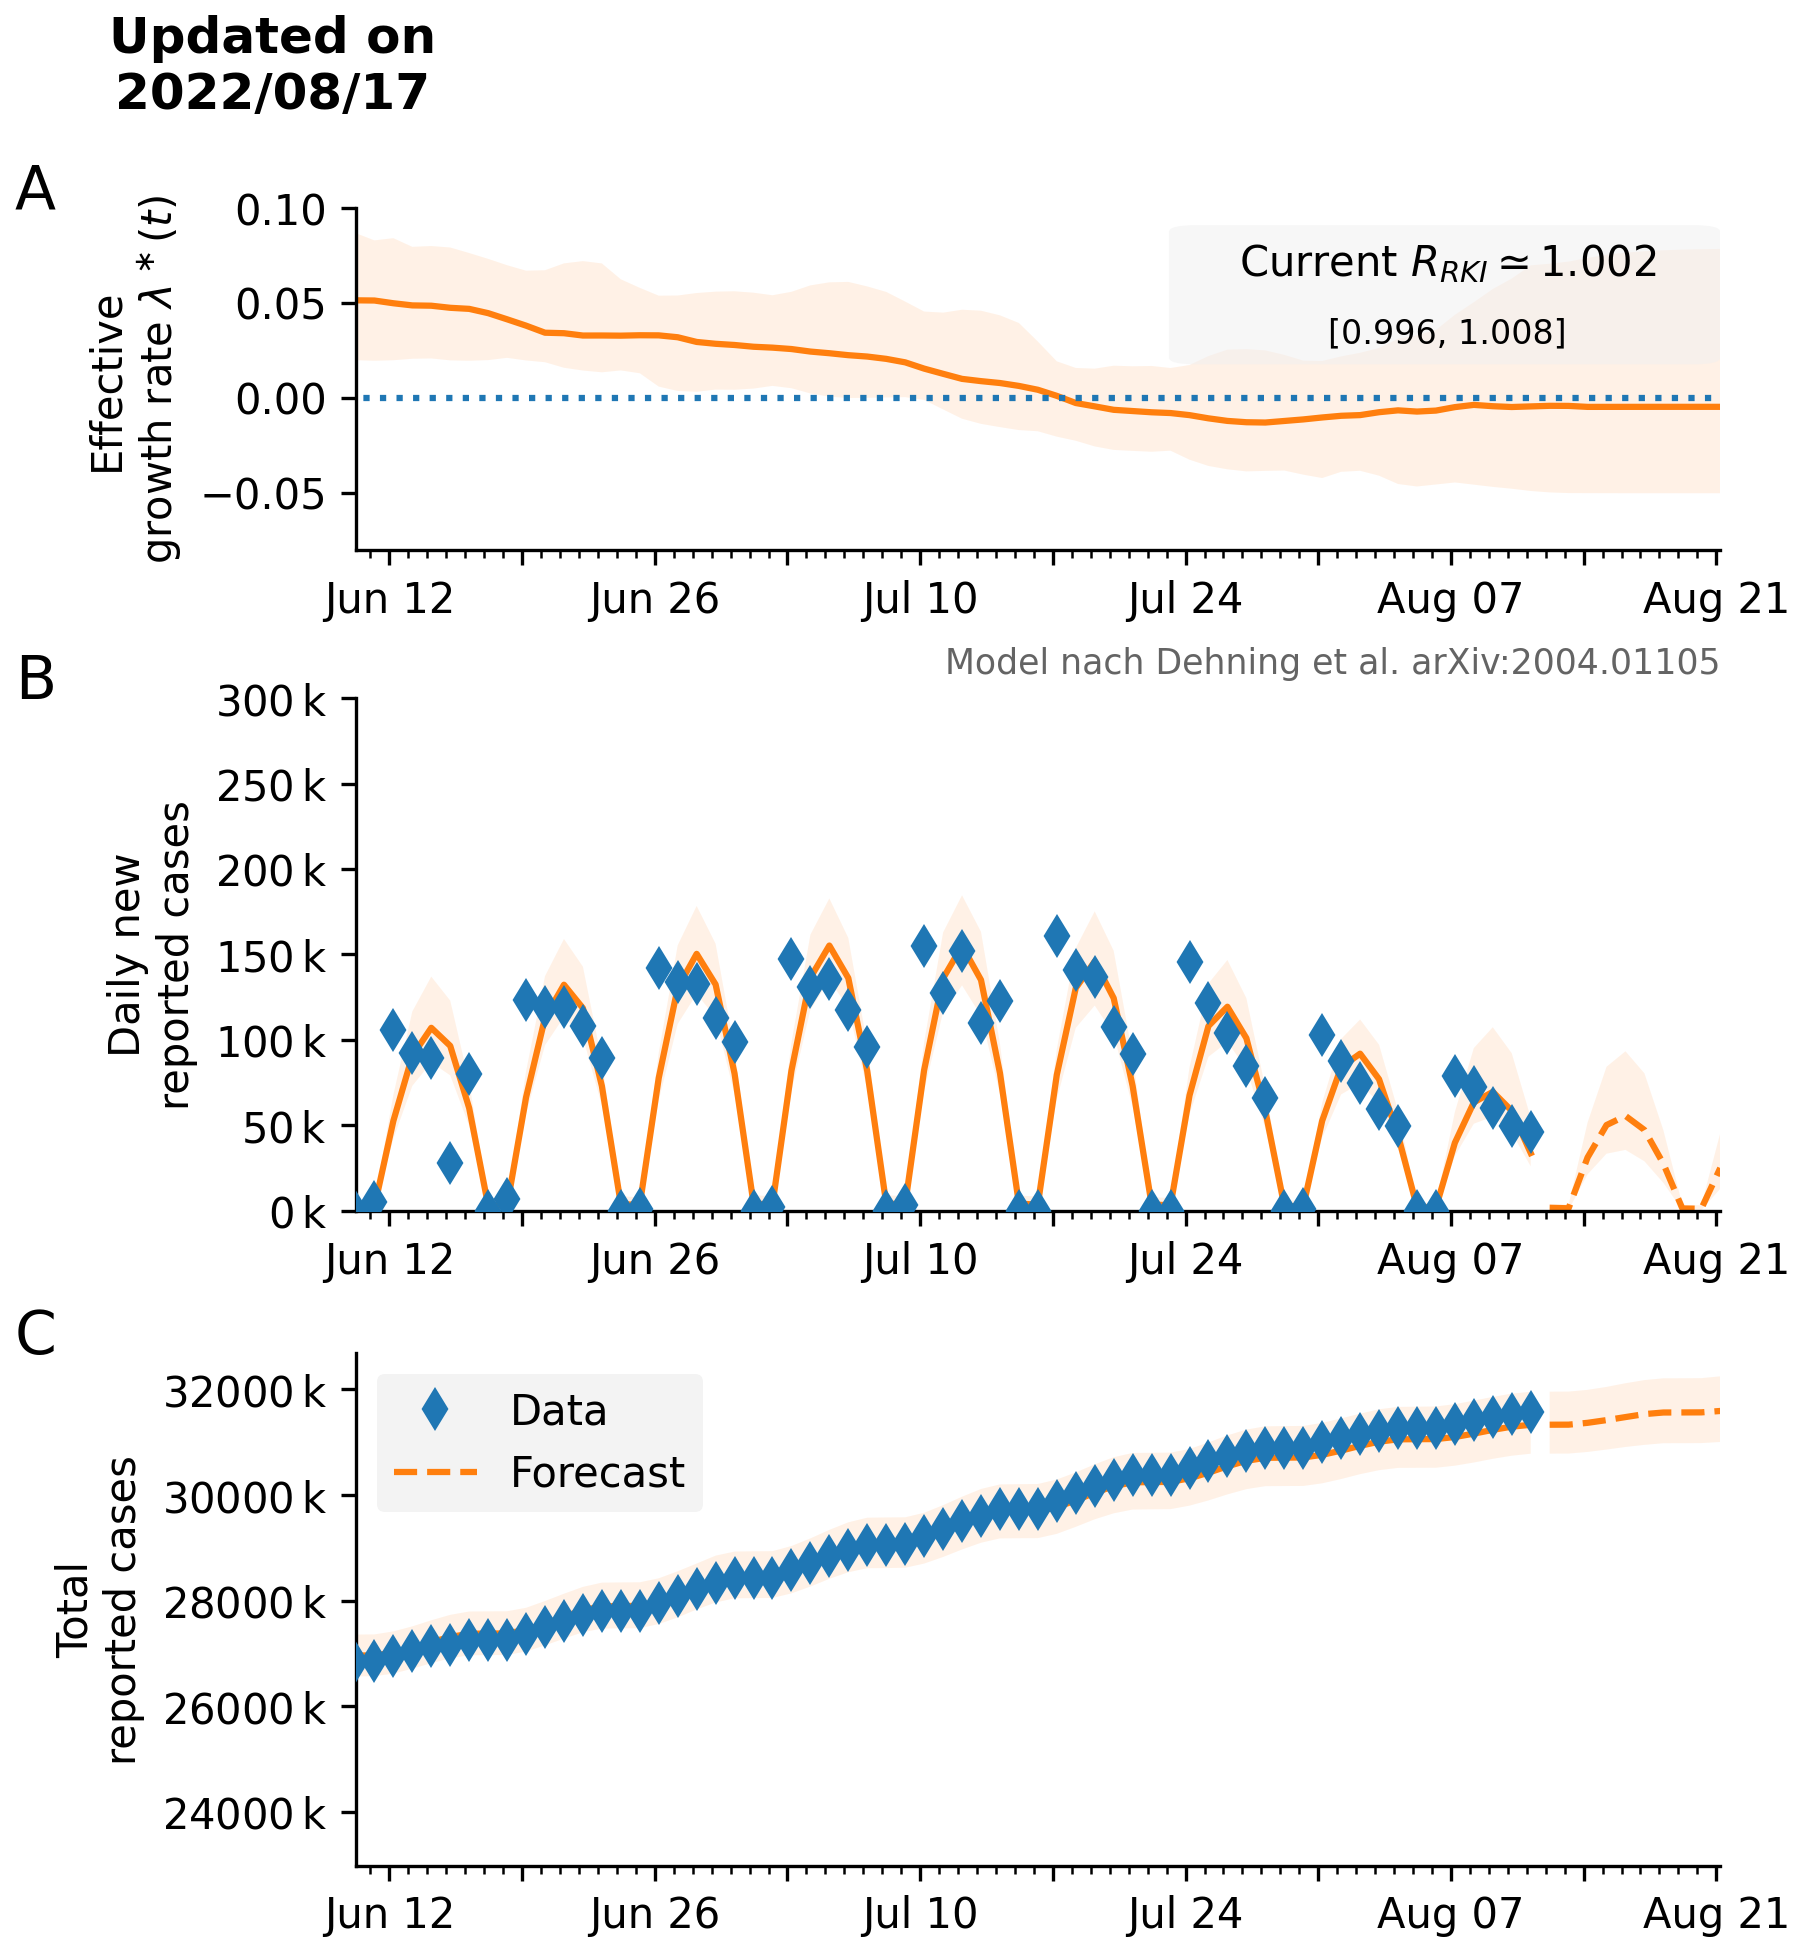 Updated on
2022/08/17
A
Effective
growth rate λ * (t)
0.10
0.05
0.00
−0.05
Current R_RKI ≃ 1.002
[0.996, 1.008]
Jun 12
Jun 26
Jul 10
Jul 24
Aug 07
Aug 21
B
Model nach Dehning et al. arXiv:2004.01105
Daily new
reported cases
300 k
250 k
200 k
150 k
100 k
50 k
0 k
Jun 12
Jun 26
Jul 10
Jul 24
Aug 07
Aug 21
C
Total
reported cases
32000 k
30000 k
28000 k
26000 k
24000 k
Data
Forecast
Jun 12
Jun 26
Jul 10
Jul 24
Aug 07
Aug 21